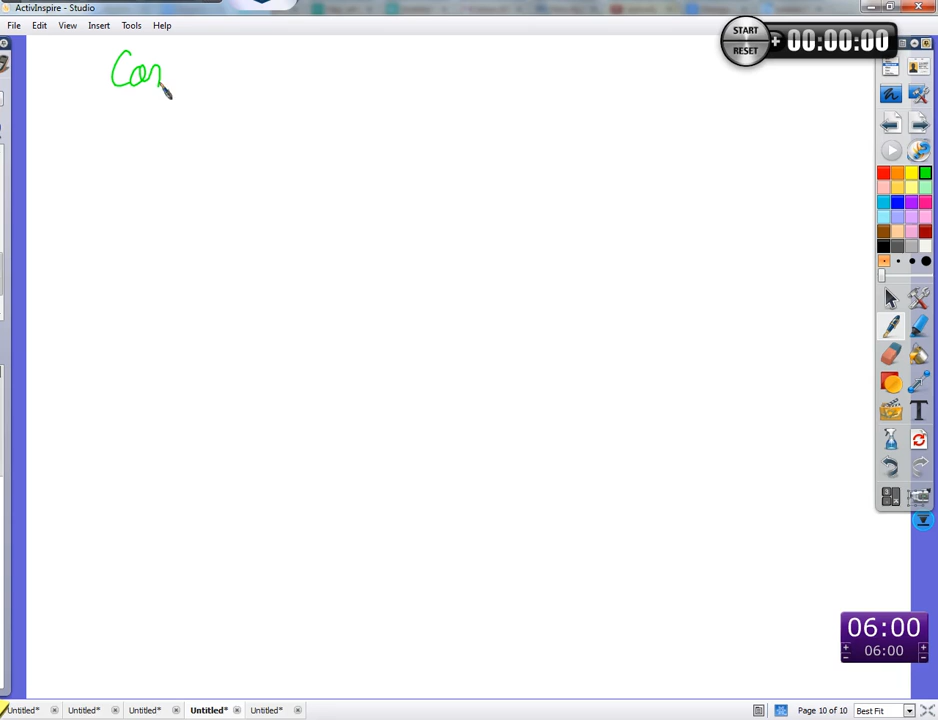 ActivInspire - Studio
File Edit View Insert Tools Help
START
RESET
+ 00:00:00
Con
T
06:00
+ 06:00 +
Untitled* Untitled* Untitled* Untitled* Untitled*
Page 10 of 10 Best Fit